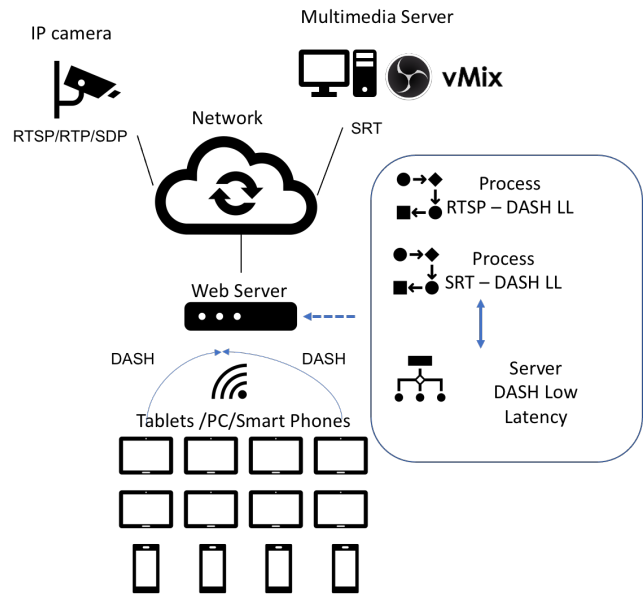 Multimedia Server
IP camera
vMix
Network
RTSP/RTP/SDP
SRT
Process
RTSP – DASH LL
Process
SRT – DASH LL
Web Server
DASH
DASH
Server
DASH Low
Latency
Tablets /PC/Smart Phones